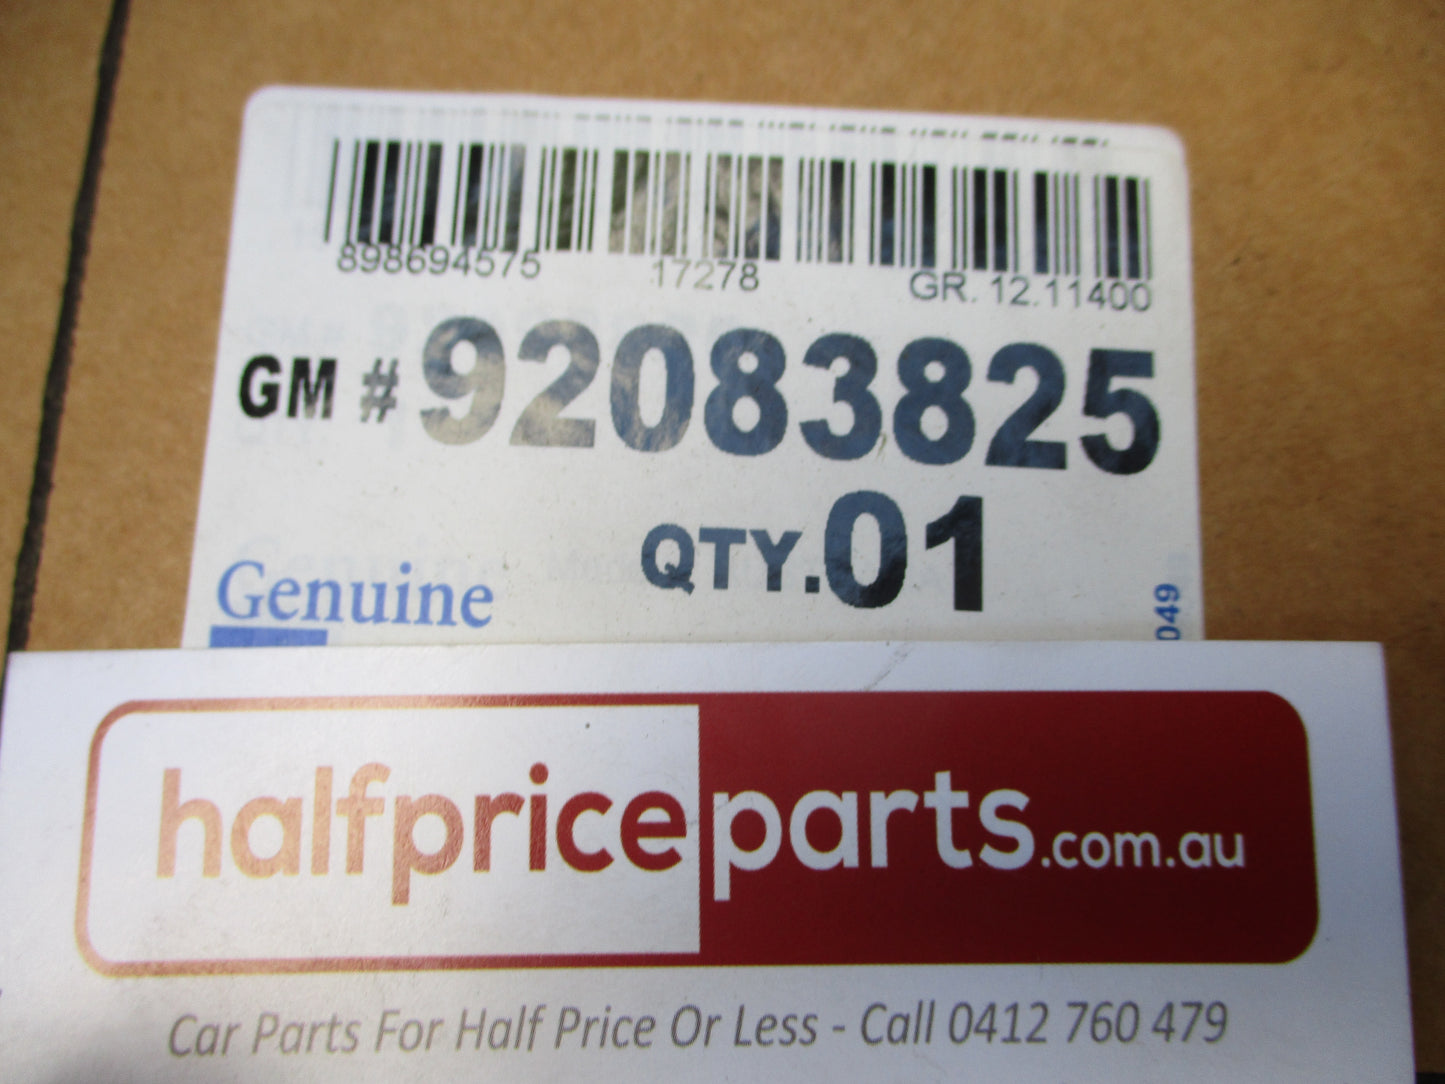 898694575 17278 GR. 12.11400
GM # 92083825
QTY. 01
Genuine
049
halfpriceparts.com.au
Car Parts For Half Price Or Less - Call 0412 760 479